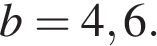 b = 4,6.